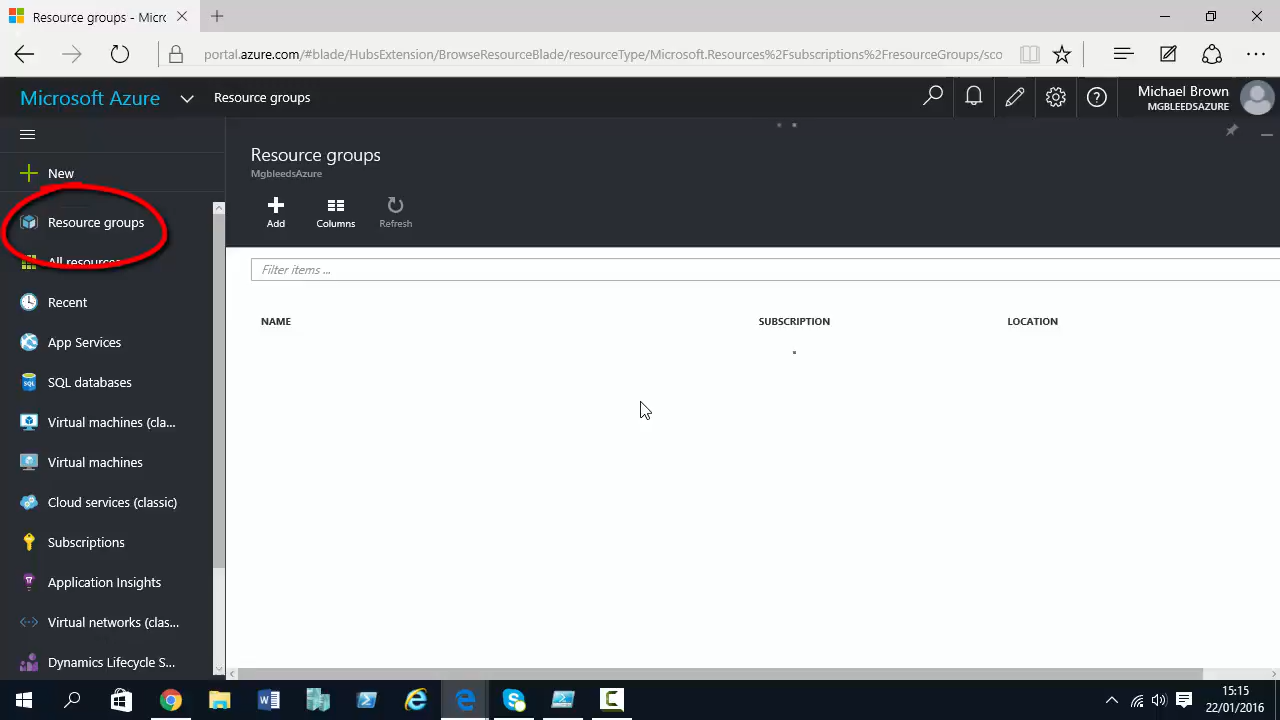 Resource groups - Micro
portal.azure.com/#blade/HubsExtension/BrowseResourceBlade/resourceType/Microsoft.Resources%2Fsubscriptions%2FresourceGroups/sco
Microsoft Azure
Resource groups
Michael Brown
MGBLEEDSAZURE
New
Resource groups
All resources
Recent
App Services
SQL databases
Virtual machines (cla...
Virtual machines
Cloud services (classic)
Subscriptions
Application Insights
Virtual networks (clas...
Dynamics Lifecycle S...
Resource groups
MgbleedsAzure
Add
Columns
Refresh
Filter items ...
NAME
SUBSCRIPTION
LOCATION
15:15
22/01/2016